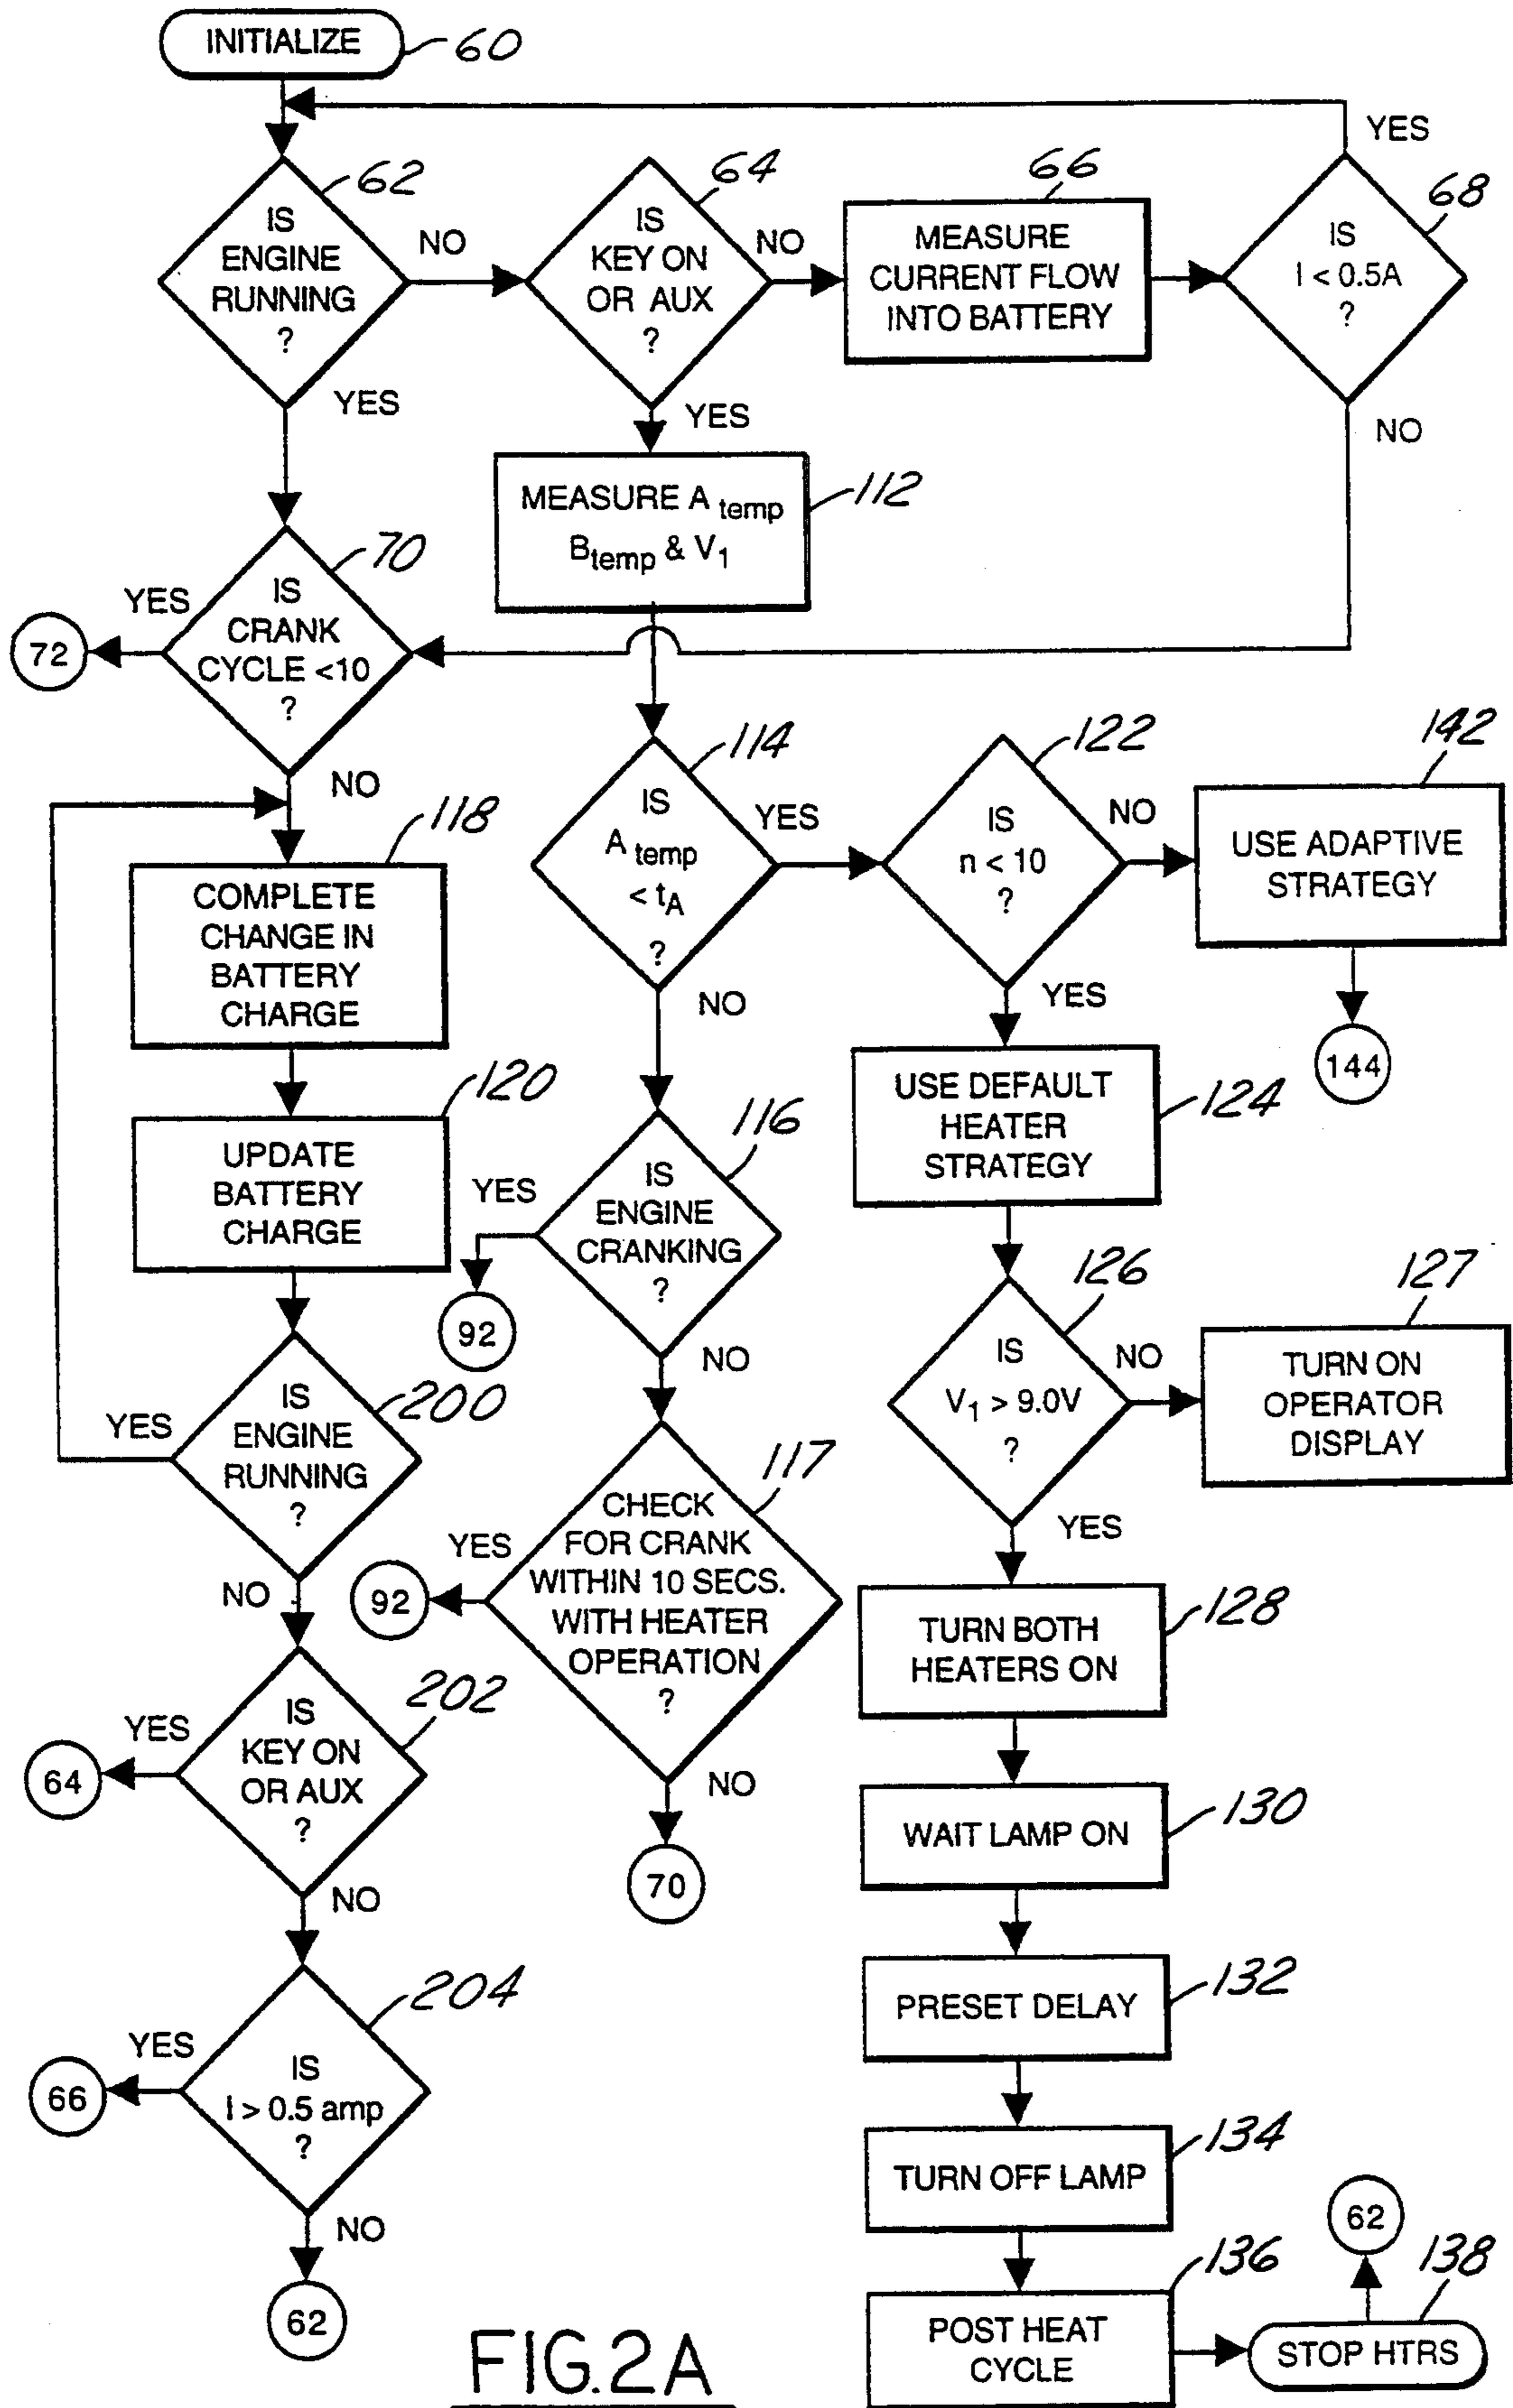 INITIALIZE
60
YES
62
IS
ENGINE
RUNNING
?
NO
YES
64
IS
KEY ON
OR AUX
?
NO
YES
66
MEASURE
CURRENT FLOW
INTO BATTERY
68
IS
I < 0.5A
?
NO
MEASURE A temp
Btemp & V1
112
70
IS
CRANK
CYCLE <10
?
YES
72
NO
118
COMPLETE
CHANGE IN
BATTERY
CHARGE
120
UPDATE
BATTERY
CHARGE
200
IS
ENGINE
RUNNING
?
YES
NO
202
IS
KEY ON
OR AUX
?
YES
64
NO
204
IS
I > 0.5 amp
?
YES
66
NO
62
114
IS
A temp
< tA
?
YES
NO
116
IS
ENGINE
CRANKING
?
YES
92
NO
117
CHECK
FOR CRANK
WITHIN 10 SECS.
WITH HEATER
OPERATION
?
YES
92
NO
70
122
IS
n < 10
?
NO
YES
142
USE ADAPTIVE
STRATEGY
144
USE DEFAULT
HEATER
STRATEGY
124
126
IS
V1 > 9.0V
?
NO
YES
127
TURN ON
OPERATOR
DISPLAY
TURN BOTH
HEATERS ON
128
WAIT LAMP ON
130
PRESET DELAY
132
TURN OFF LAMP
134
POST HEAT
CYCLE
136
STOP HTRS
138
62
FIG.2A